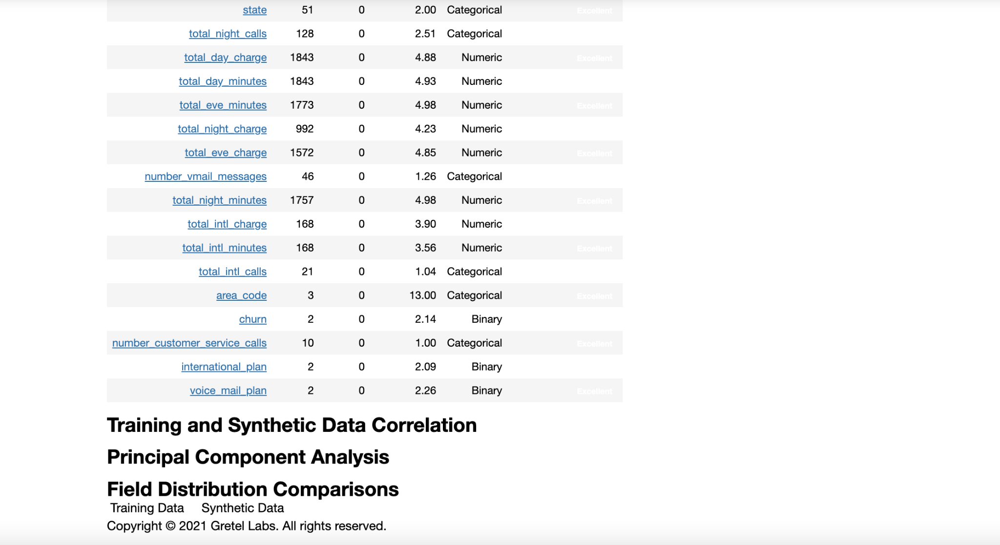 state 51 0 2.00 Categorical Excellent
total_night_calls 128 0 2.51 Categorical
total_day_charge 1843 0 4.88 Numeric Excellent
total_day_minutes 1843 0 4.93 Numeric
total_eve_minutes 1773 0 4.98 Numeric Excellent
total_night_charge 992 0 4.23 Numeric
total_eve_charge 1572 0 4.85 Numeric Excellent
number_vmail_messages 46 0 1.26 Categorical
total_night_minutes 1757 0 4.98 Numeric Excellent
total_intl_charge 168 0 3.90 Numeric
total_intl_minutes 168 0 3.56 Numeric Excellent
total_intl_calls 21 0 1.04 Categorical
area_code 3 0 13.00 Categorical Excellent
churn 2 0 2.14 Binary
number_customer_service_calls 10 0 1.00 Categorical Excellent
international_plan 2 0 2.09 Binary
voice_mail_plan 2 0 2.26 Binary Excellent
Training and Synthetic Data Correlation
Principal Component Analysis
Field Distribution Comparisons
Training Data Synthetic Data
Copyright © 2021 Gretel Labs. All rights reserved.